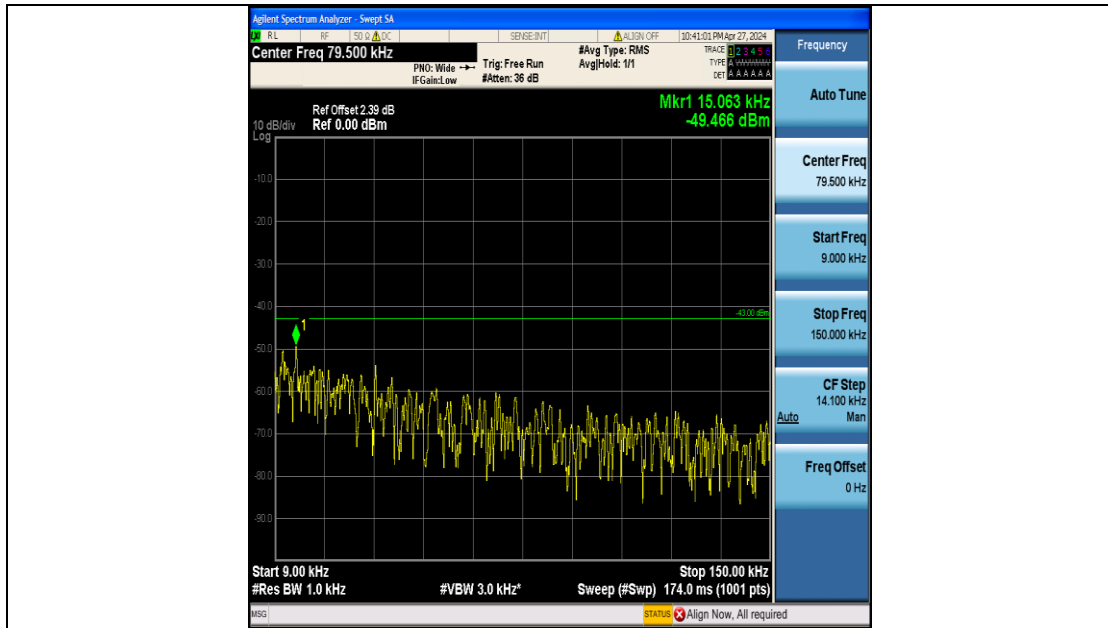 Agilent Spectrum Analyzer - Swept SA
RL RF 50 Ω DC SENSE:INT ALIGN OFF 10:41:01 PM Apr 27, 2024
Center Freq 79.500 kHz
PNO: Wide
IFGain:Low
Trig: Free Run
#Atten: 36 dB
#Avg Type: RMS
Avg|Hold: 1/1
TRACE 1 2 3 4 5 6
TYPE A WWWWW
DET A A A A A A
Mkr1 15.063 kHz
-49.466 dBm
Ref Offset 2.39 dB
10 dB/div Ref 0.00 dBm
Log
-10.0
-20.0
-30.0
-40.0
-43.00 dBm
1
-50.0
-60.0
-70.0
-80.0
-90.0
Start 9.00 kHz
Stop 150.00 kHz
#Res BW 1.0 kHz
#VBW 3.0 kHz*
Sweep (#Swp) 174.0 ms (1001 pts)
MSG
STATUS Align Now, All required
Frequency
Auto Tune
Center Freq
79.500 kHz
Start Freq
9.000 kHz
Stop Freq
150.000 kHz
CF Step
14.100 kHz
Auto Man
Freq Offset
0 Hz